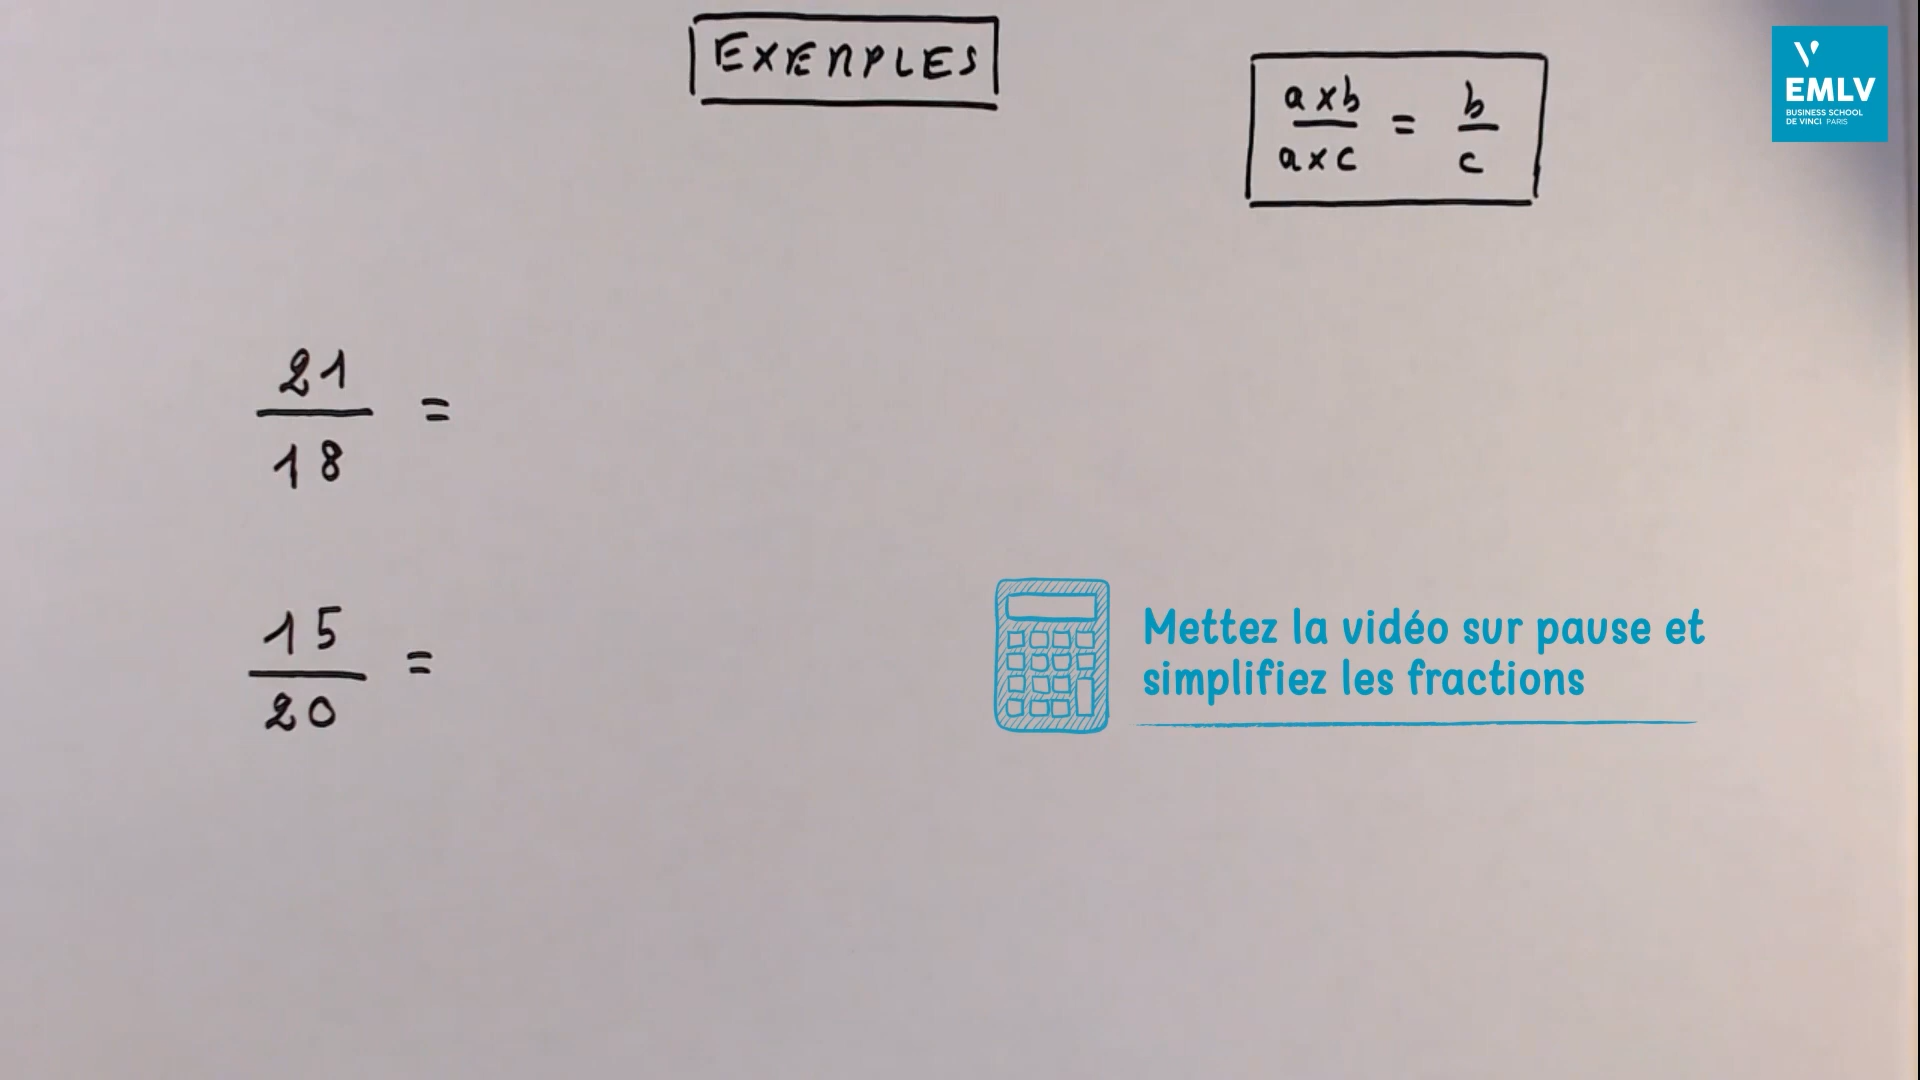 EXEMPLES
a x b
a x c
=
b
c
EMLV
BUSINESS SCHOOL
DE VINCI PARIS
21
18
=
15
20
=
Mettez la vidéo sur pause et
simplifiez les fractions